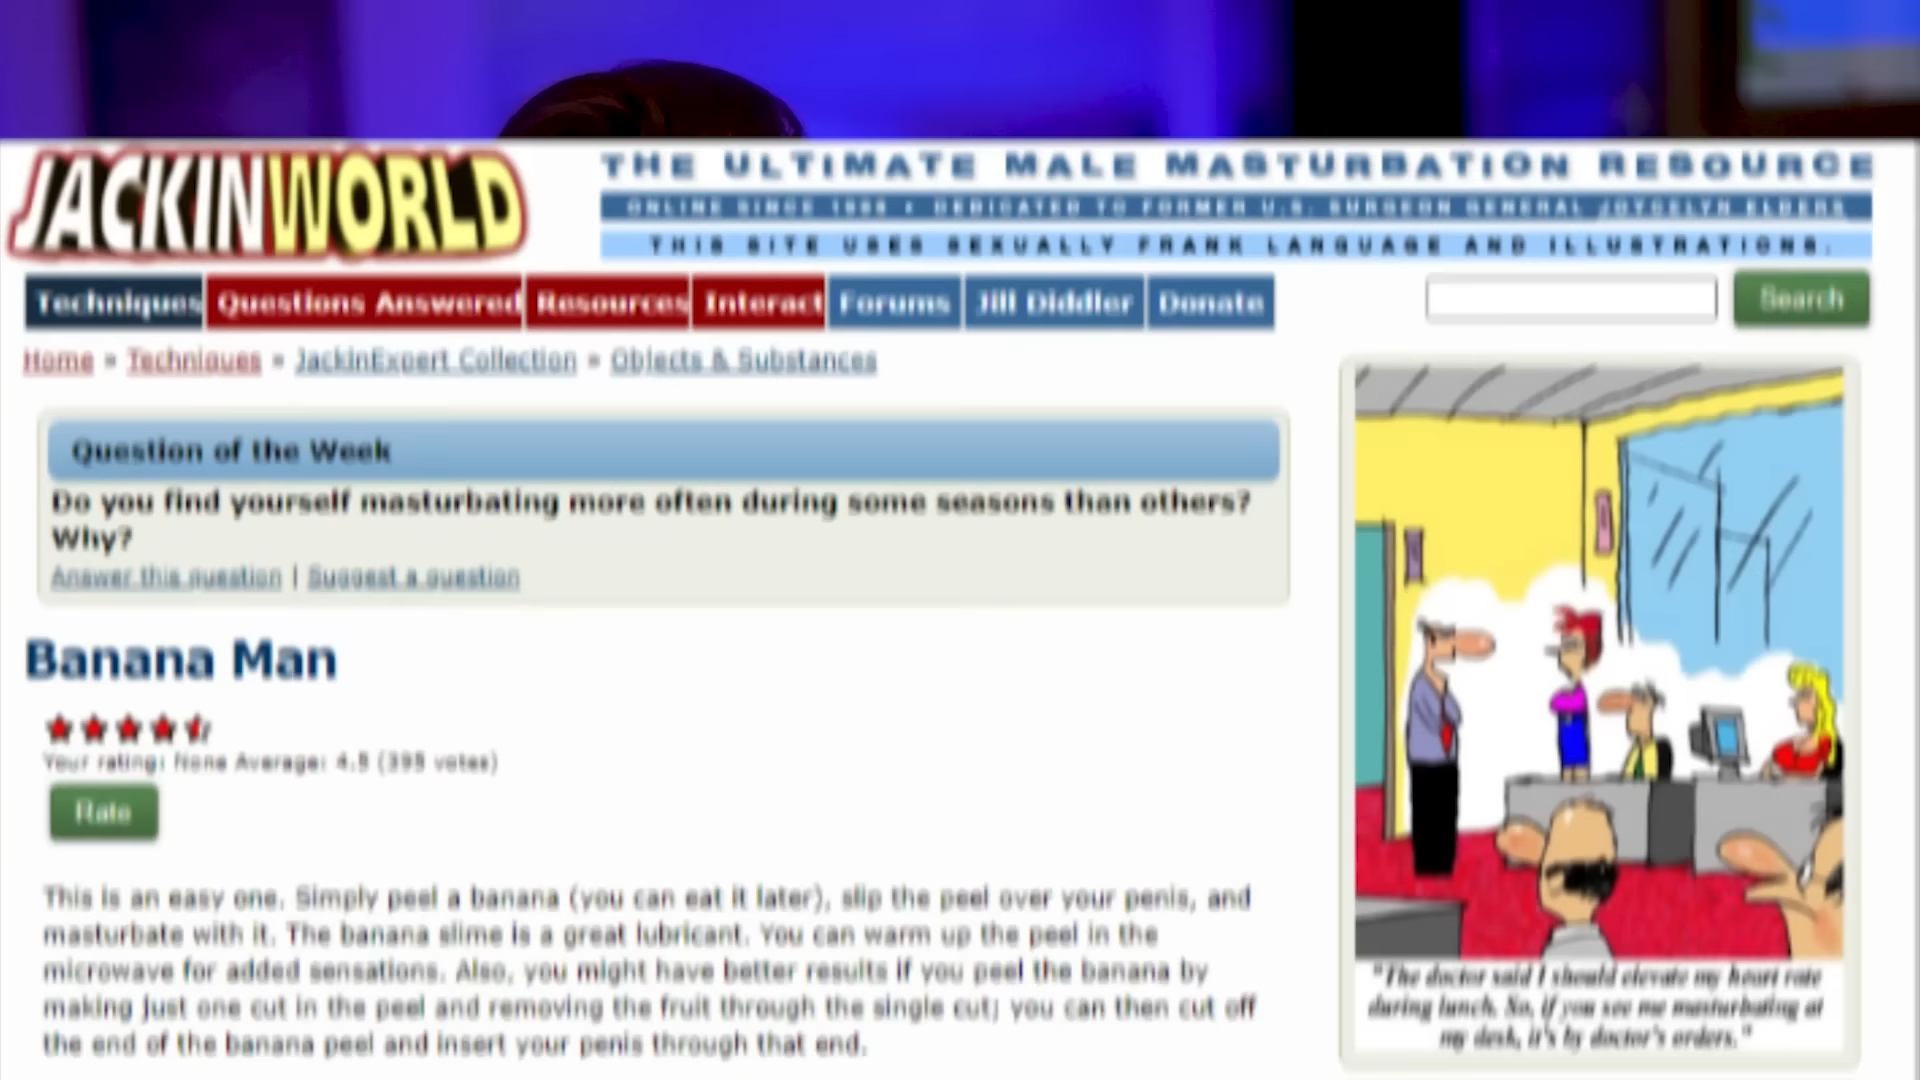 JACKINWORLD
THE ULTIMATE MALE MASTURBATION RESOURCE
ONLINE SINCE 1996 • DEDICATED TO FORMER U.S. SURGEON GENERAL JOYCELYN ELDERS
THIS SITE USES SEXUALLY FRANK LANGUAGE AND ILLUSTRATIONS.
Techniques Questions Answered Resources Interact Forums Jill Diddler Donate Search
Home » Techniques » JackinExpert Collection » Objects & Substances
Question of the Week
Do you find yourself masturbating more often during some seasons than others?
Why?
Answer this question | Suggest a question
Banana Man
Your rating: None Average: 4.5 (395 votes)
Rate
This is an easy one. Simply peel a banana (you can eat it later), slip the peel over your penis, and
masturbate with it. The banana slime is a great lubricant. You can warm up the peel in the
microwave for added sensations. Also, you might have better results if you peel the banana by
making just one cut in the peel and removing the fruit through the single cut; you can then cut off
the end of the banana peel and insert your penis through that end.
"The doctor said I should elevate my heart rate
during lunch. So, if you see me masturbating at
my desk, it's by doctor's orders."